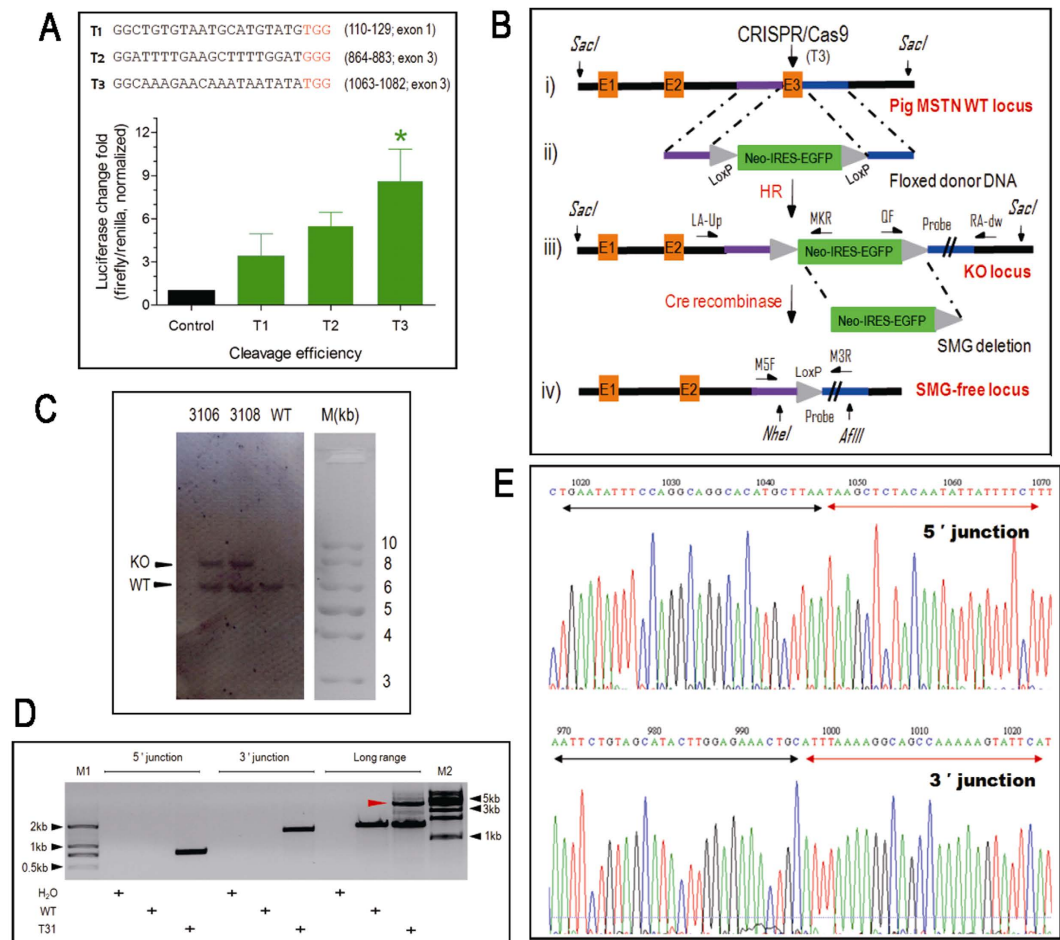 A
T1 GGCTGTGTAATGCATGTATGTGG (110-129; exon 1)
T2 GGATTTTGAAGCTTTTGGATGGG (864-883; exon 3)
T3 GGCAAAGAACAAATAATATATGG (1063-1082; exon 3)
Luciferase change fold
(firefly/renilla, normalized)
12
9
6
3
0
*
Control T1 T2 T3
Cleavage efficiency
B
CRISPR/Cas9
(T3)
SacI SacI
i) E1 E2 E3
Pig MSTN WT locus
ii) Neo-IRES-EGFP
LoxP LoxP
Floxed donor DNA
HR
SacI LA-Up MKR QF Probe RA-dw SacI
iii) E1 E2 Neo-IRES-EGFP
KO locus
Cre recombinase
Neo-IRES-EGFP
SMG deletion
M5F LoxP M3R
iv) E1 E2
SMG-free locus
Probe
NheI AflII
C
3106 3108 WT M(kb)
KO
WT
10
8
6
5
4
3
D
M1 5' junction 3' junction Long range M2
2kb
1kb
0.5kb
5kb
3kb
1kb
H2O + + +
WT + + +
T31 + + +
E
1020 1030 1040 1050 1060 1070
CTGAATATTTCCAGGCAGGCACATGCTTAATAAGCTCTACAATATTATTTTCTTT
5' junction
970 980 990 1000 1010 1020
AATTCTGTAGCATACTTGGAGAAACTGCATTTAAAAGGCAGCCAAAAAGTATTCAT
3' junction